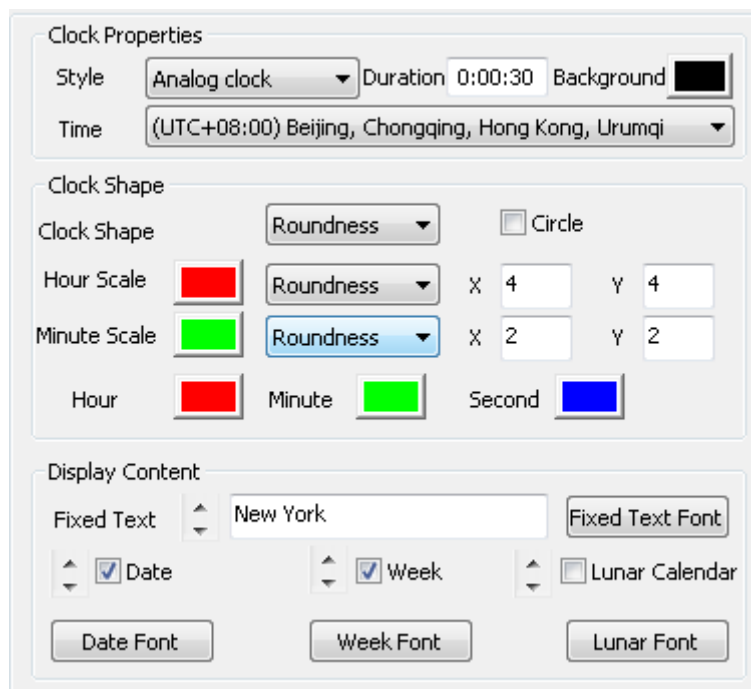 Clock Properties
Style Analog clock Duration 0:00:30 Background
Time (UTC+08:00) Beijing, Chongqing, Hong Kong, Urumqi
Clock Shape
Clock Shape Roundness Circle
Hour Scale Roundness X 4 Y 4
Minute Scale Roundness X 2 Y 2
Hour Minute Second
Display Content
Fixed Text New York Fixed Text Font
Date Week Lunar Calendar
Date Font Week Font Lunar Font